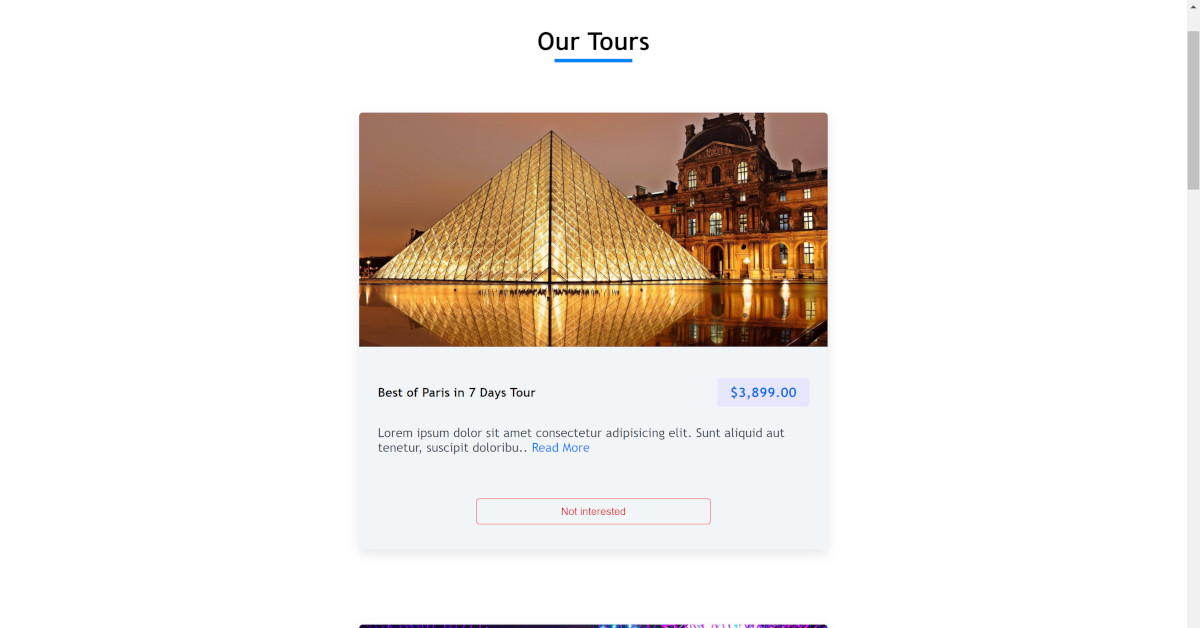 Our Tours
Best of Paris in 7 Days Tour
$3,899.00
Lorem ipsum dolor sit amet consectetur adipisicing elit. Sunt aliquid aut
tenetur, suscipit doloribu.. Read More
Not interested